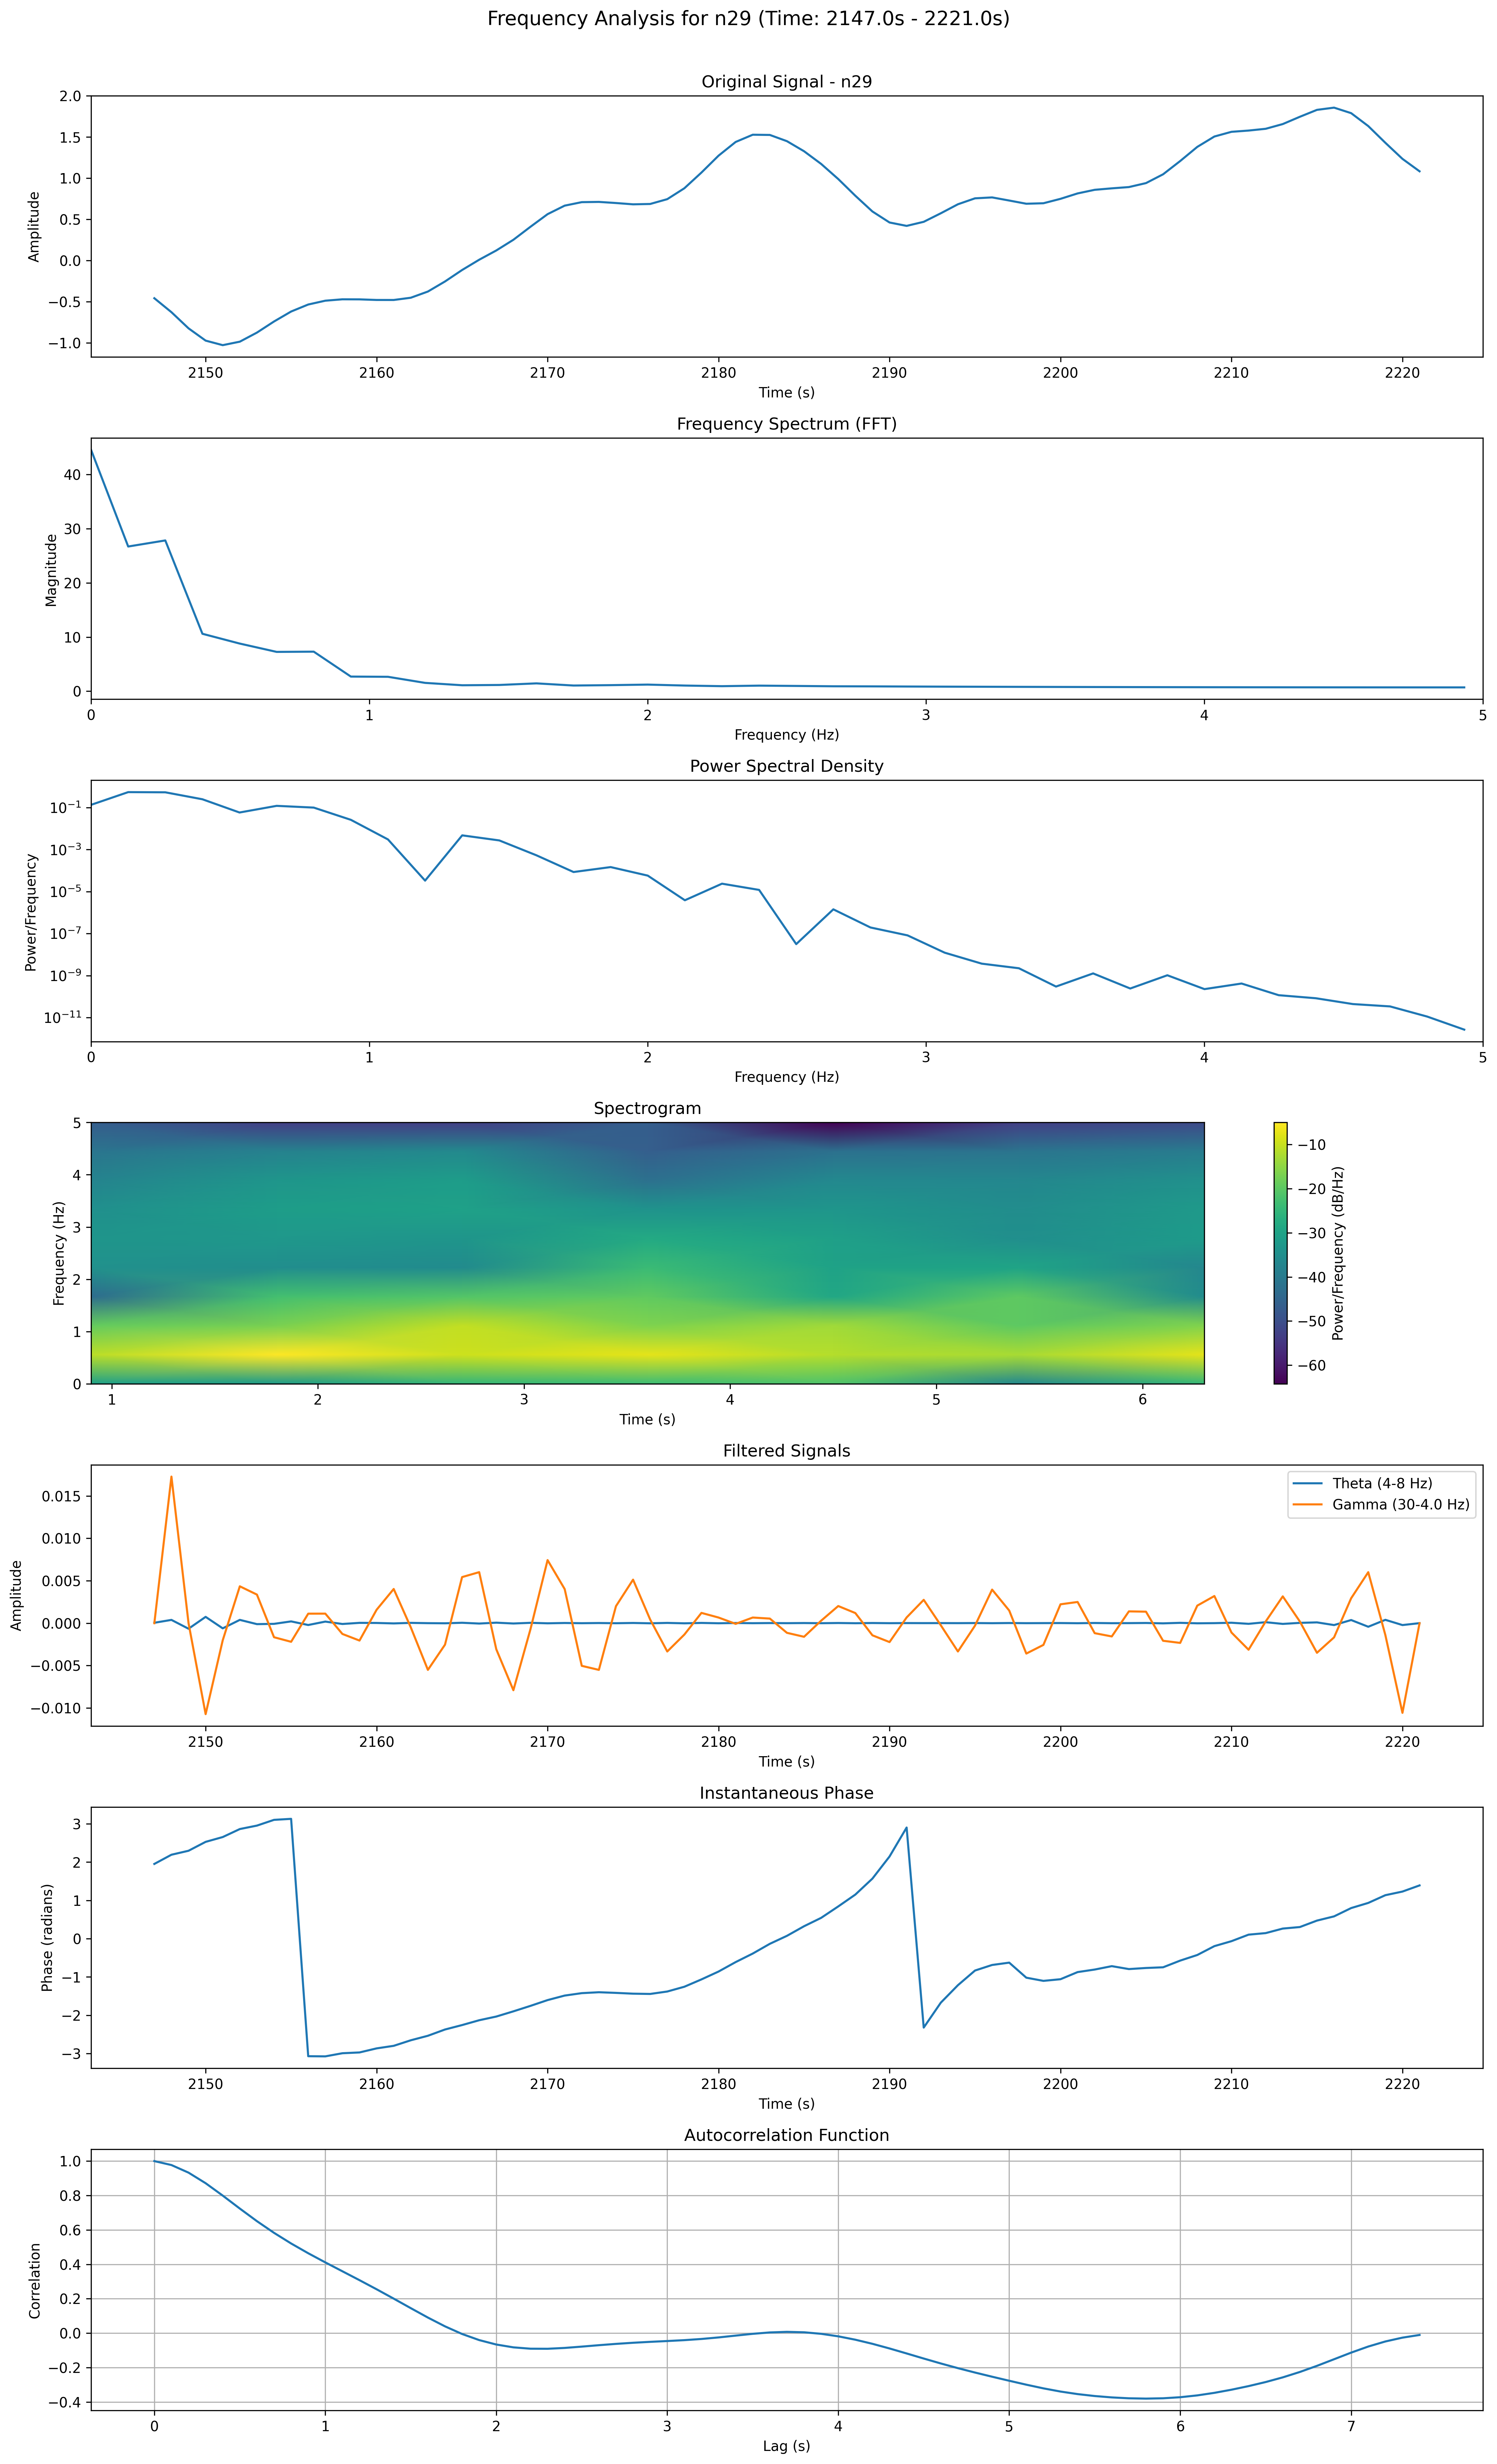 Frequency Analysis for n29 (Time: 2147.0s - 2221.0s)
Original Signal - n29
2.0
1.5
1.0
0.5
0.0
−0.5
−1.0
Amplitude
2150 2160 2170 2180 2190 2200 2210 2220
Time (s)
Frequency Spectrum (FFT)
40
30
20
10
0
Magnitude
0 1 2 3 4 5
Frequency (Hz)
Power Spectral Density
10⁻¹
10⁻³
10⁻⁵
10⁻⁷
10⁻⁹
10⁻¹¹
Power/Frequency
0 1 2 3 4 5
Frequency (Hz)
Spectrogram
5
4
3
2
1
0
Frequency (Hz)
1 2 3 4 5 6
Time (s)
−10
−20
−30
−40
−50
−60
Power/Frequency (dB/Hz)
Filtered Signals
Theta (4-8 Hz)
Gamma (30-4.0 Hz)
0.015
0.010
0.005
0.000
−0.005
−0.010
Amplitude
2150 2160 2170 2180 2190 2200 2210 2220
Time (s)
Instantaneous Phase
3
2
1
0
−1
−2
−3
Phase (radians)
2150 2160 2170 2180 2190 2200 2210 2220
Time (s)
Autocorrelation Function
1.0
0.8
0.6
0.4
0.2
0.0
−0.2
−0.4
Correlation
0 1 2 3 4 5 6 7
Lag (s)